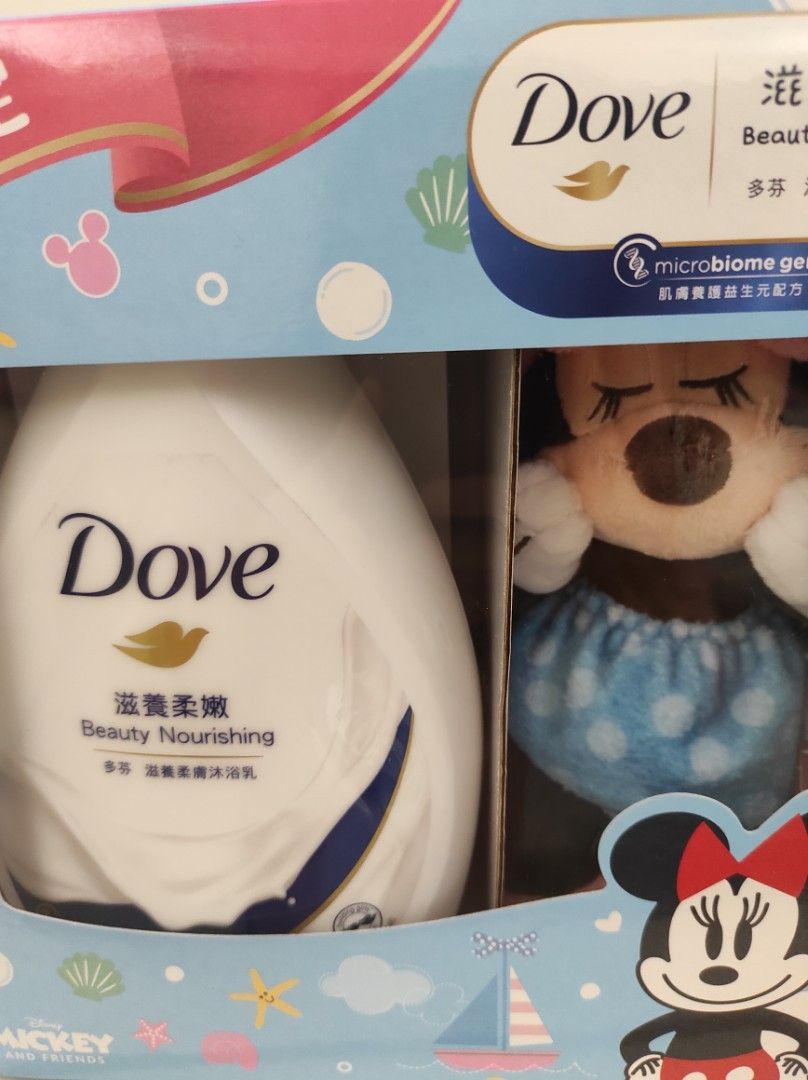 Dove
Beaut
多芬
microbiome ge
肌膚養護益生元配方
Dove
滋養柔嫩
Beauty Nourishing
多芬 滋養柔膚沐浴乳
Disney
MICKEY
AND FRIENDS